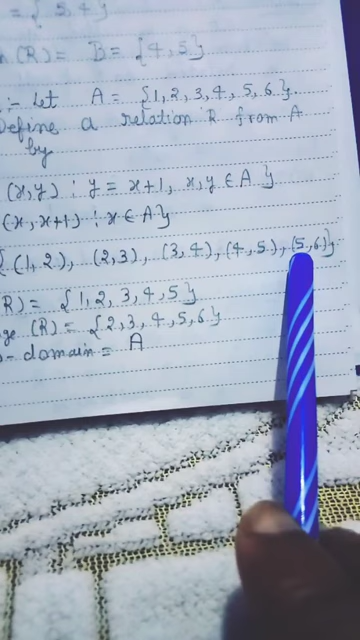 = { 3, 4 }
(R) = B = {4,5}
:- Let A = {1,2,3,4,5,6}.
Define a relation R from A
by
(x,y) : y = x+1, x,y ∈ A }
(x, x+1) : x ∈ A }
{ (1,2), (2,3), (3,4), (4,5), (5,6)}
R) = {1,2,3,4,5}
ge (R) = {2,3,4,5,6}
o-domain = A